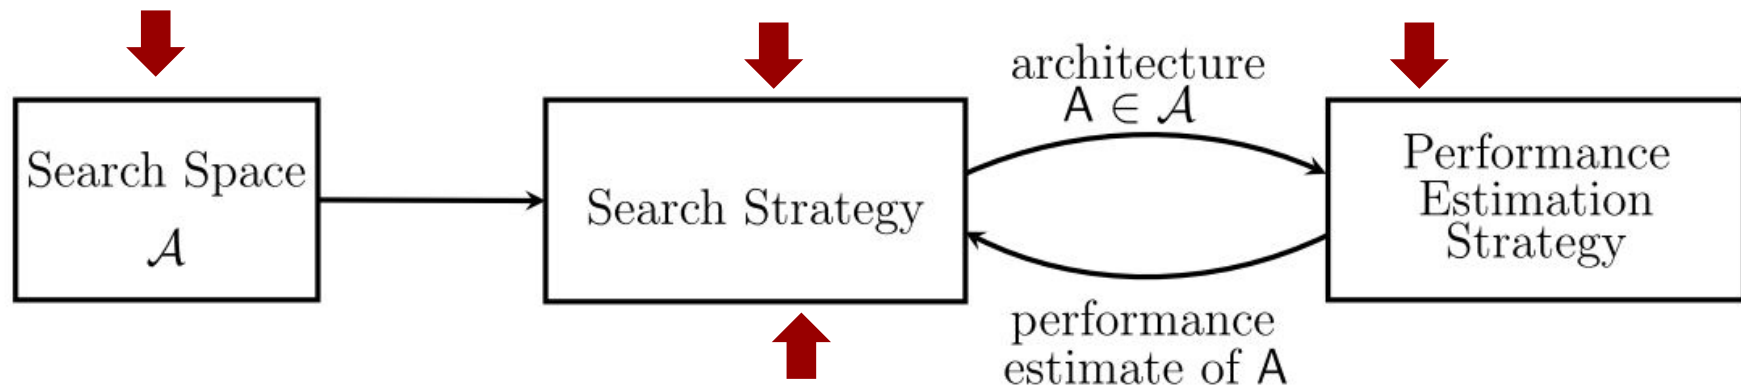 Search Space
𝒜
Search Strategy
architecture
A ∈ 𝒜
performance
estimate of A
Performance
Estimation
Strategy